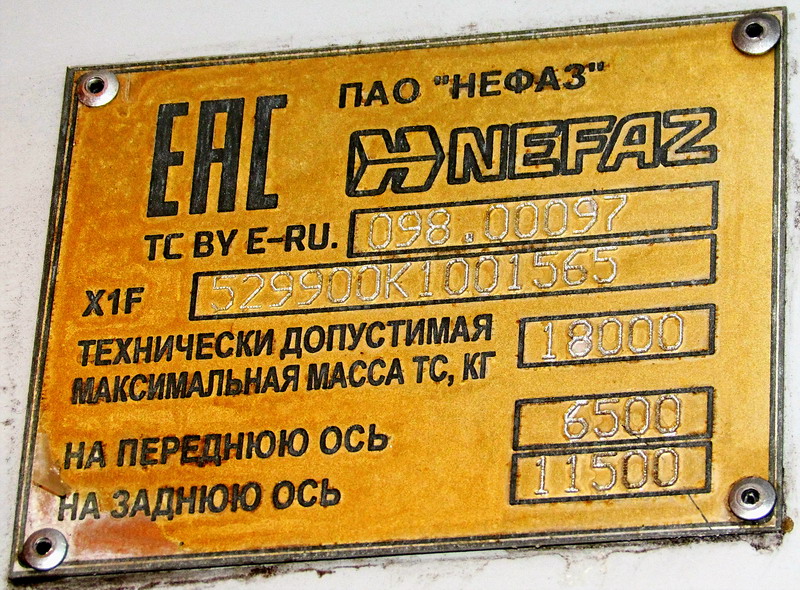 ПАО "НЕФАЗ"
ЕАС NEFAZ
ТС BY E-RU. 098.00097
X1F 529900K1001565
ТЕХНИЧЕСКИ ДОПУСТИМАЯ
МАКСИМАЛЬНАЯ МАССА ТС, КГ 18000
НА ПЕРЕДНЮЮ ОСЬ 6500
НА ЗАДНЮЮ ОСЬ 11500